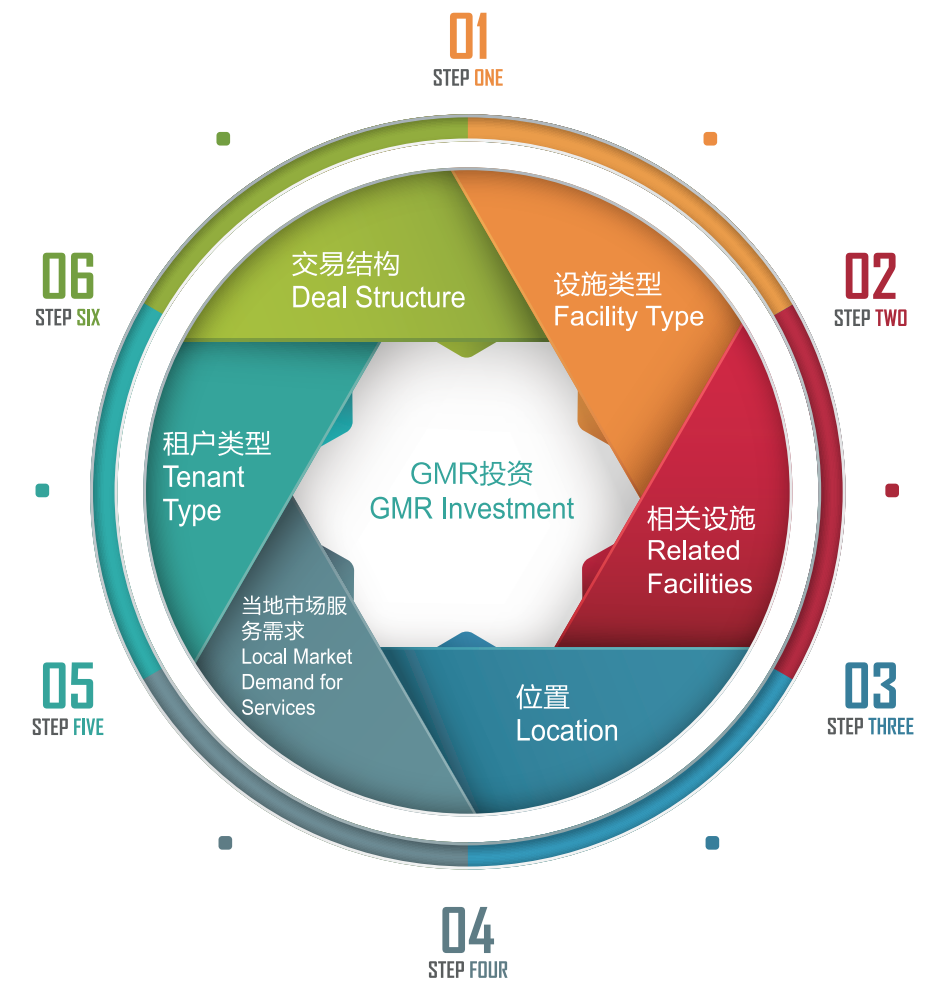 01
STEP ONE
设施类型
Facility Type
02
STEP TWO
相关设施
Related
Facilities
03
STEP THREE
位置
Location
04
STEP FOUR
当地市场服
务需求
Local Market
Demand for
Services
05
STEP FIVE
租户类型
Tenant
Type
06
STEP SIX
交易结构
Deal Structure
GMR投资
GMR Investment